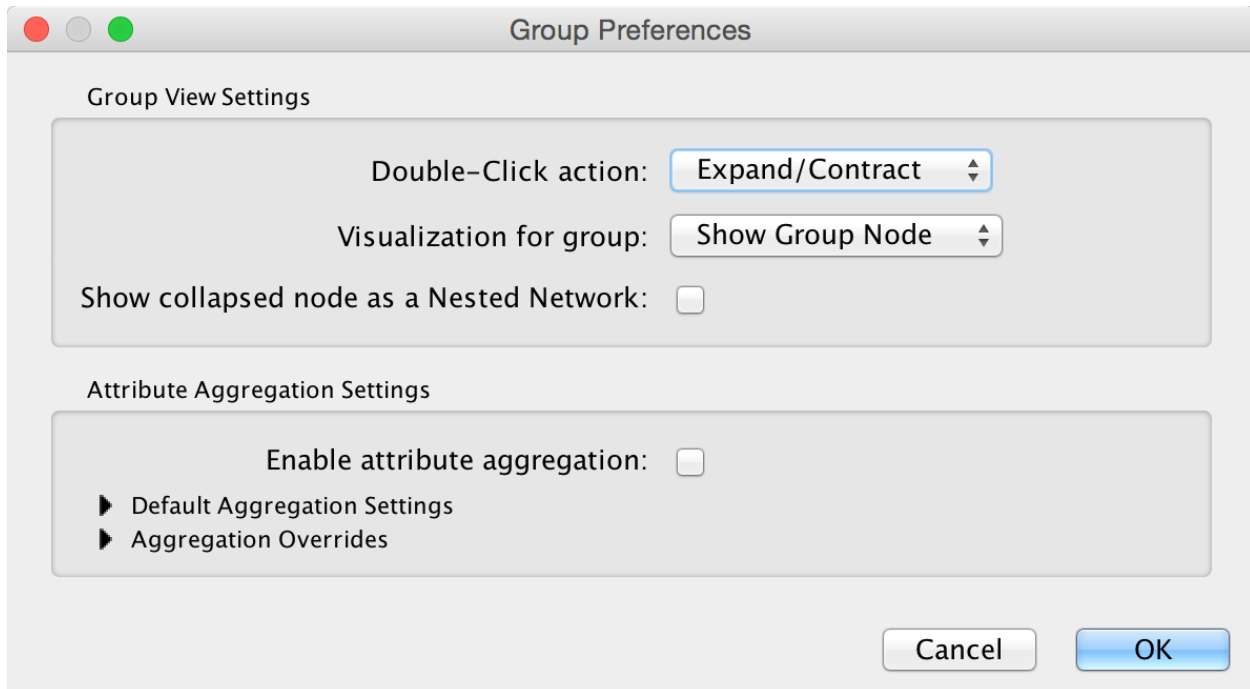 Group Preferences
Group View Settings
Double-Click action: Expand/Contract
Visualization for group: Show Group Node
Show collapsed node as a Nested Network:
Attribute Aggregation Settings
Enable attribute aggregation:
Default Aggregation Settings
Aggregation Overrides
Cancel OK